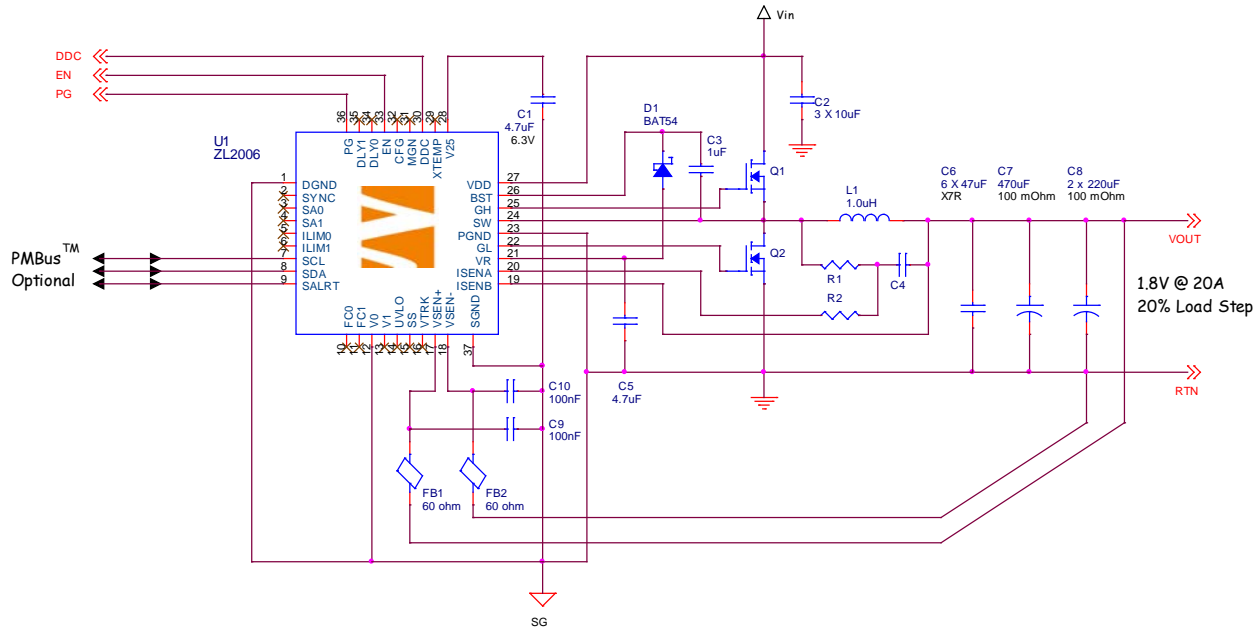 Vin
DDC
EN
PG
U1
ZL2006
36 35 34 33 32 31 30 29 28
PG DLY1 DLY0 EN CFG MGN DDC XTEMP V25
C1
4.7uF
6.3V
D1
BAT54
C3
1uF
C2
3 X 10uF
1 DGND
2 SYNC
3 SA0
4 SA1
5 ILIM0
6 ILIM1
7 SCL
8 SDA
9 SALRT
VDD 27
BST 26
GH 25
SW 24
PGND 23
GL 22
VR 21
ISENA 20
ISENB 19
FC0 FC1 V0 V1 UVLO SS VTRK VSEN+ VSEN- SGND
10 11 12 13 14 15 16 17 18 37
PMBus TM
Optional
Q1
Q2
L1
1.0uH
R1
R2
C4
C6
6 X 47uF
X7R
C7
470uF
100 mOhm
C8
2 x 220uF
100 mOhm
VOUT
1.8V @ 20A
20% Load Step
RTN
C5
4.7uF
C10
100nF
C9
100nF
FB1
60 ohm
FB2
60 ohm
SG